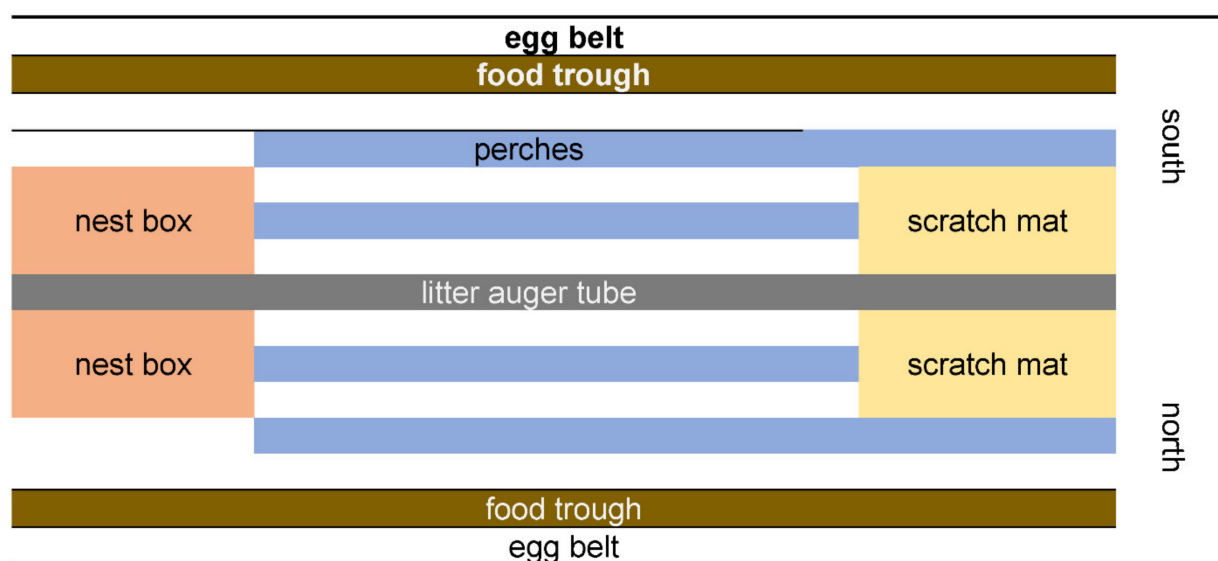 egg belt
food trough
south
perches
nest box
scratch mat
litter auger tube
nest box
scratch mat
north
food trough
egg belt